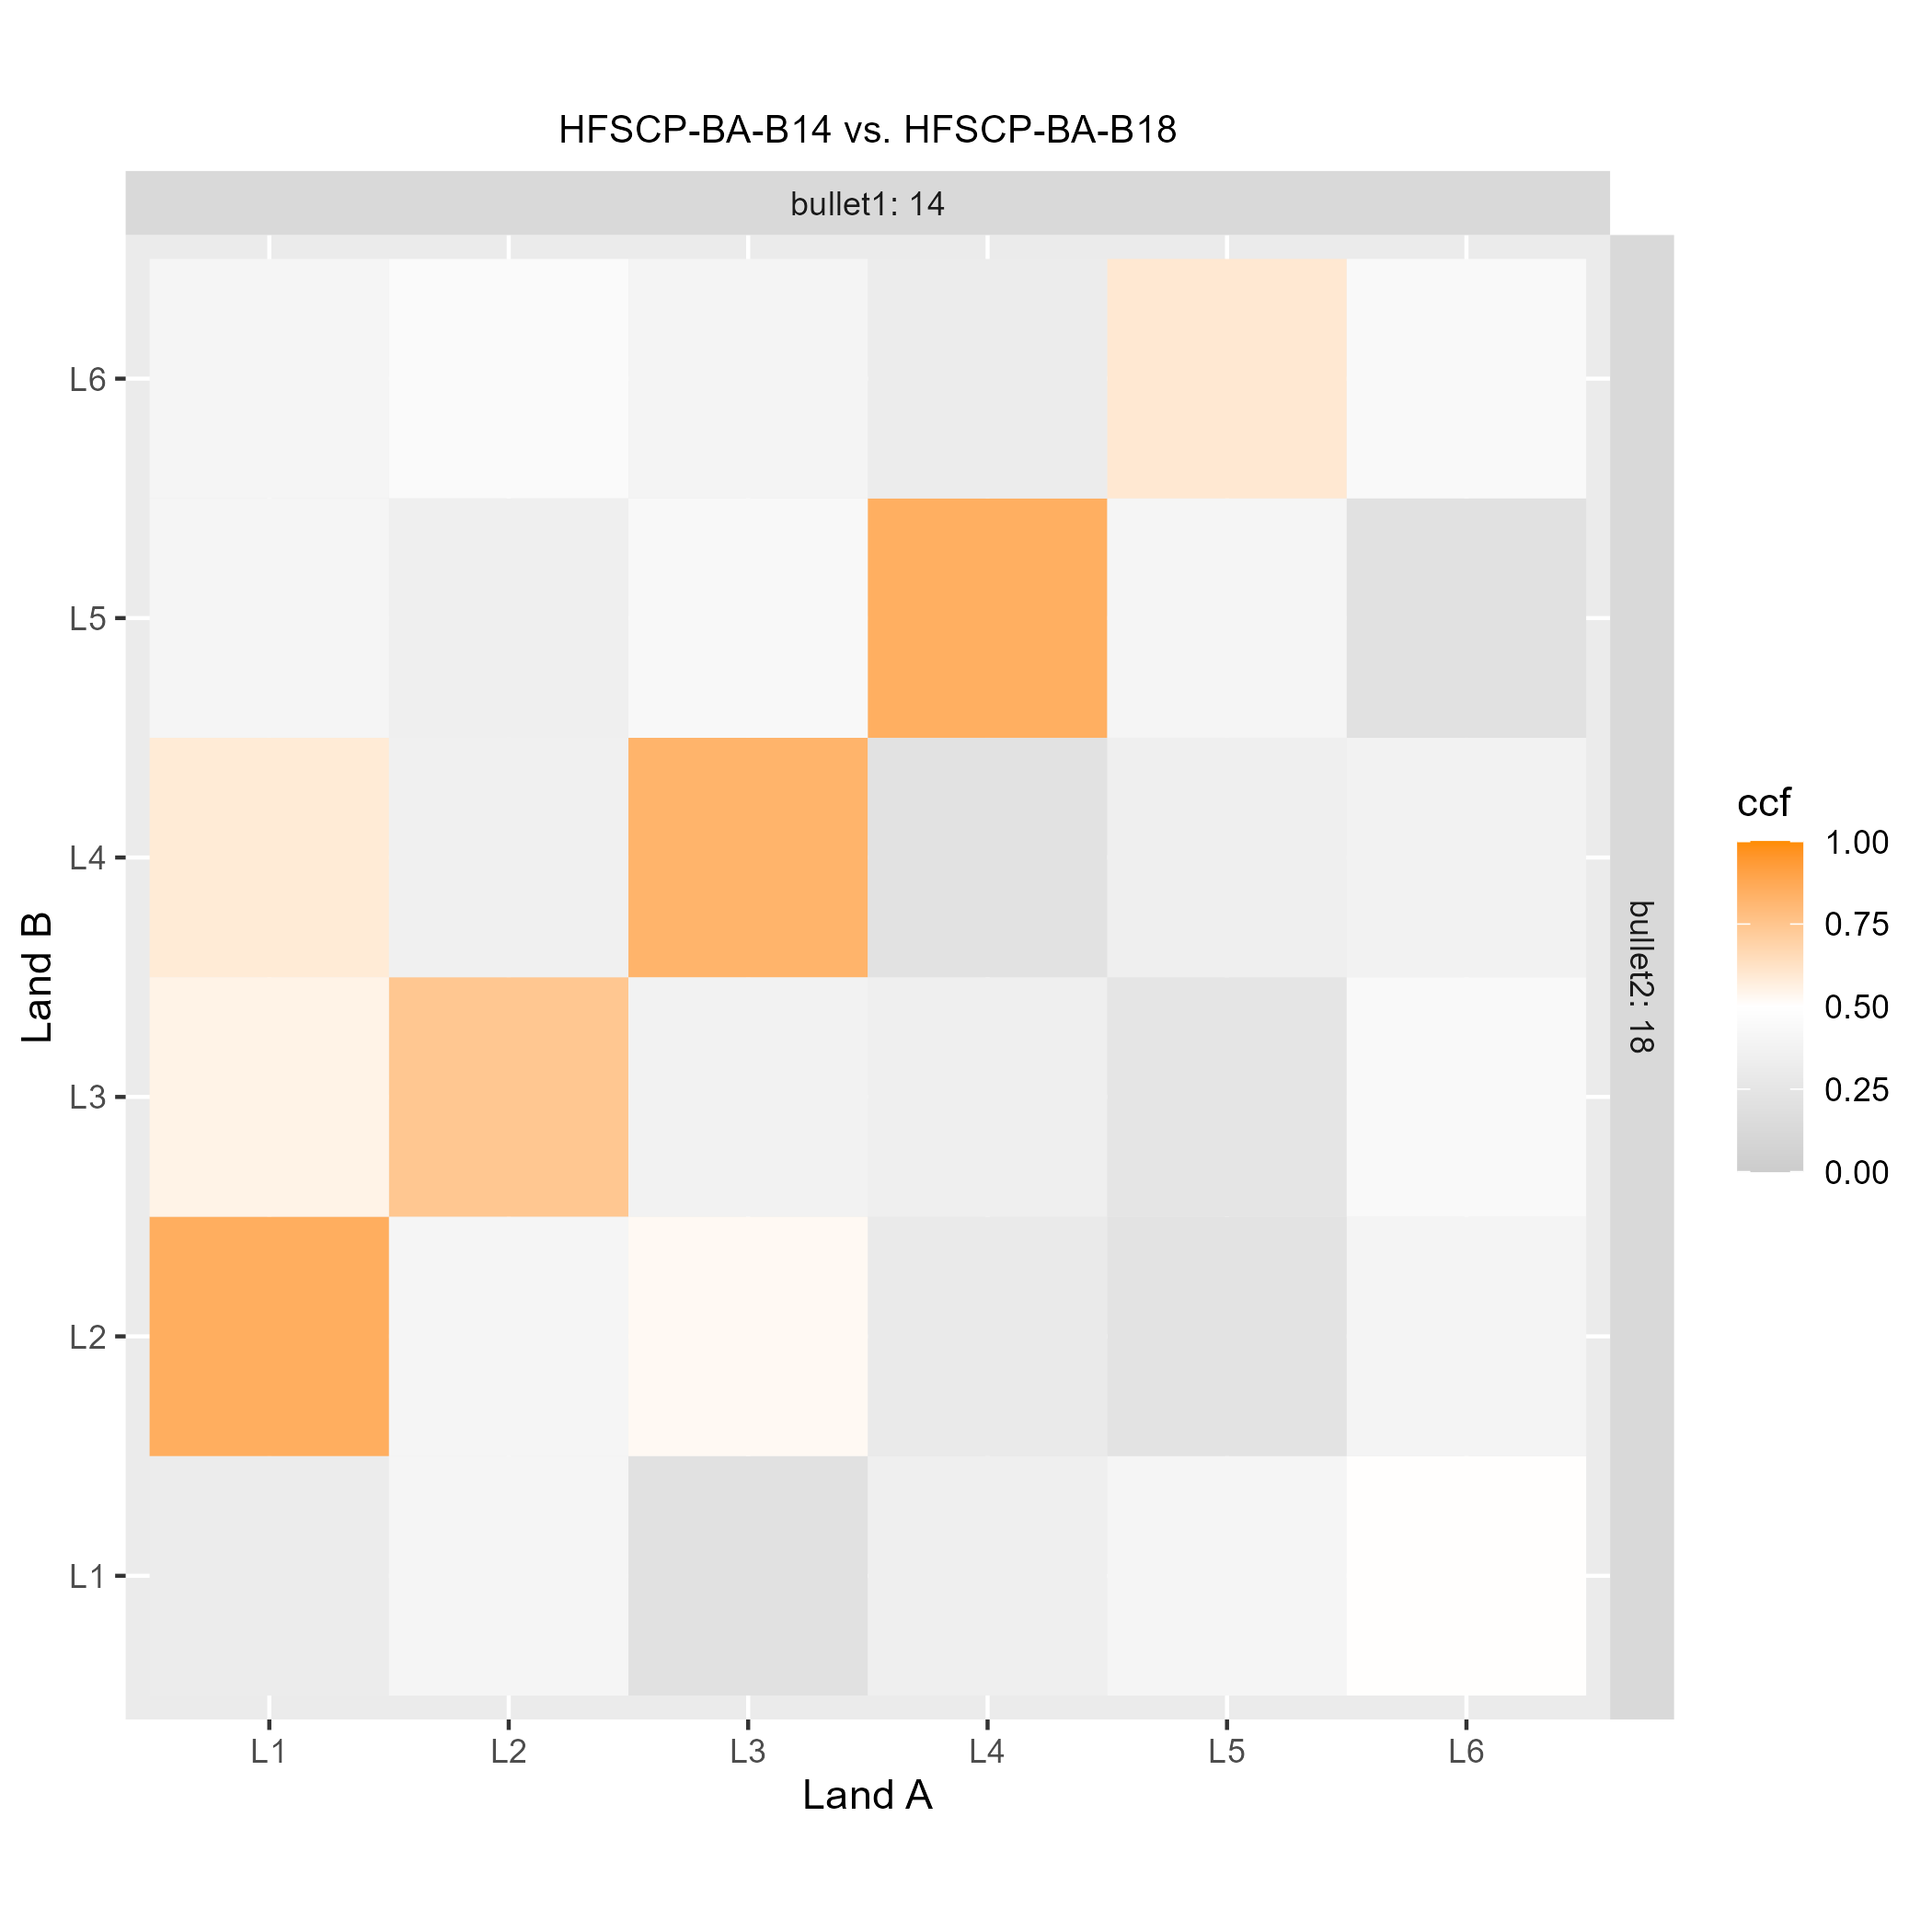 HFSCP-BA-B14 vs. HFSCP-BA-B18
bullet1: 14
L6
L5
L4
L3
L2
L1
Land B
bullet2: 18
ccf
1.00
0.75
0.50
0.25
0.00
L1 L2 L3 L4 L5 L6
Land A